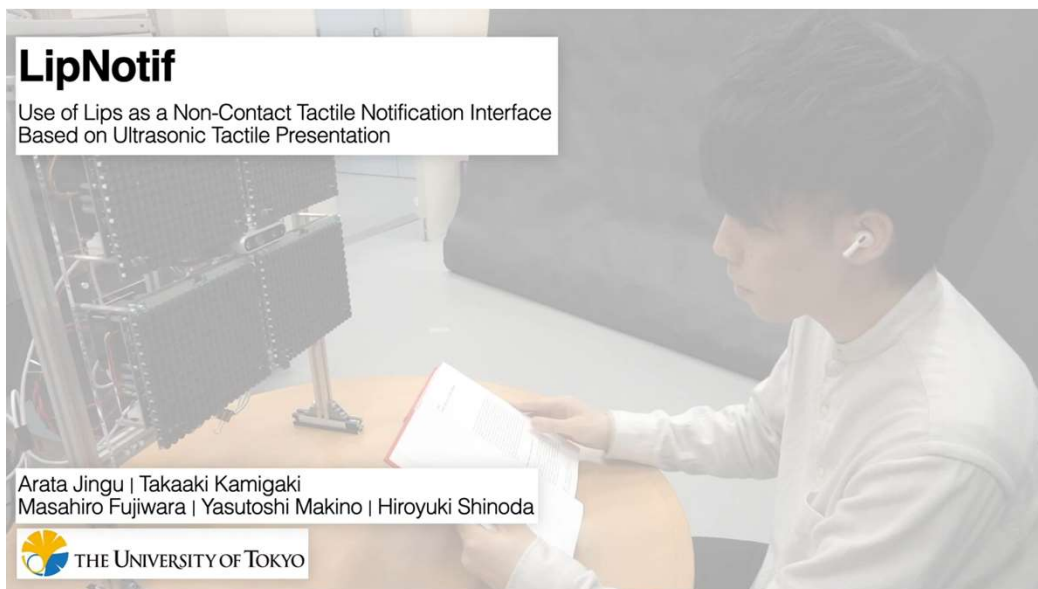 LipNotif
Use of Lips as a Non-Contact Tactile Notification Interface
Based on Ultrasonic Tactile Presentation
Arata Jingu | Takaaki Kamigaki
Masahiro Fujiwara | Yasutoshi Makino | Hiroyuki Shinoda
THE UNIVERSITY OF TOKYO